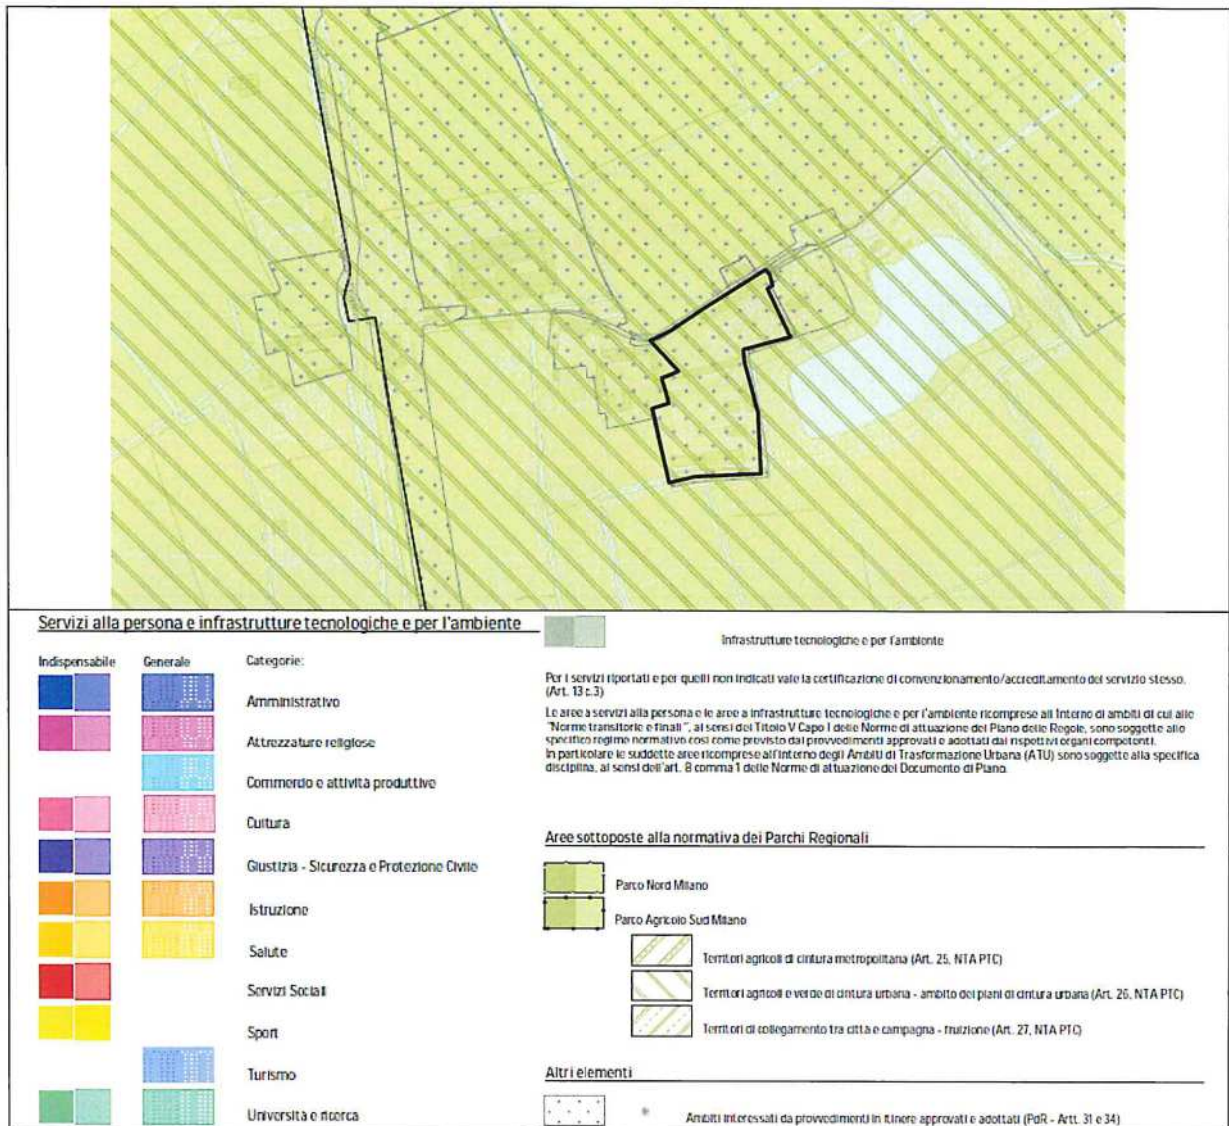 Servizi alla persona e infrastrutture tecnologiche e per l'ambiente
Indispensabile Generale Categorie:
Amministrativo
Attrezzature religiose
Commercio e attività produttive
Cultura
Giustizia - Sicurezza e Protezione Civile
Istruzione
Salute
Servizi Sociali
Sport
Turismo
Università e ricerca
Infrastrutture tecnologiche e per l'ambiente
Per i servizi riportati e per quelli non indicati vale la certificazione di convenzionamento/accreditamento del servizio stesso.
(Art. 13 c.3)
Le aree a servizi alla persona e le aree a infrastrutture tecnologiche e per l'ambiente ricomprese all'interno di ambiti di cui alle
"Norme transitorie e finali", ai sensi del Titolo V Capo I delle Norme di attuazione del Piano delle Regole, sono soggette allo
specifico regime normativo così come previsto dai provvedimenti approvati e adottati dai rispettivi organi competenti.
In particolare le suddette aree ricomprese all'interno degli Ambiti di Trasformazione Urbana (ATU) sono soggette alla specifica
disciplina, ai sensi dell'art. 8 comma 1 delle Norme di attuazione del Documento di Piano.
Aree sottoposte alla normativa dei Parchi Regionali
Parco Nord Milano
Parco Agricolo Sud Milano
Territori agricoli di cintura metropolitana (Art. 25, NTA PTC)
Territori agricoli e verde di cintura urbana - ambito dei piani di cintura urbana (Art. 26, NTA PTC)
Territori di collegamento tra città e campagna - fruizione (Art. 27, NTA PTC)
Altri elementi
Ambiti interessati da provvedimenti in itinere approvati e adottati (PdR - Artt. 31 e 34)